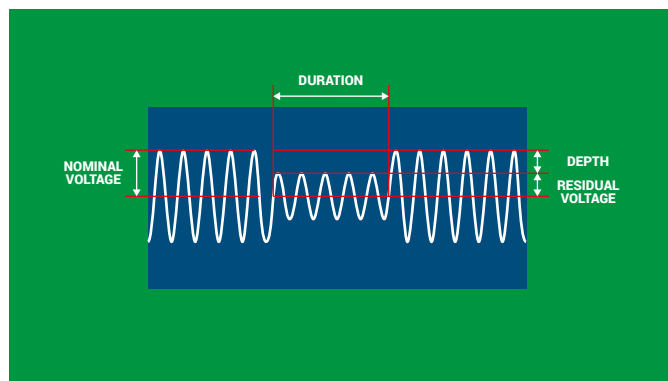 DURATION
NOMINAL
VOLTAGE
DEPTH
RESIDUAL
VOLTAGE